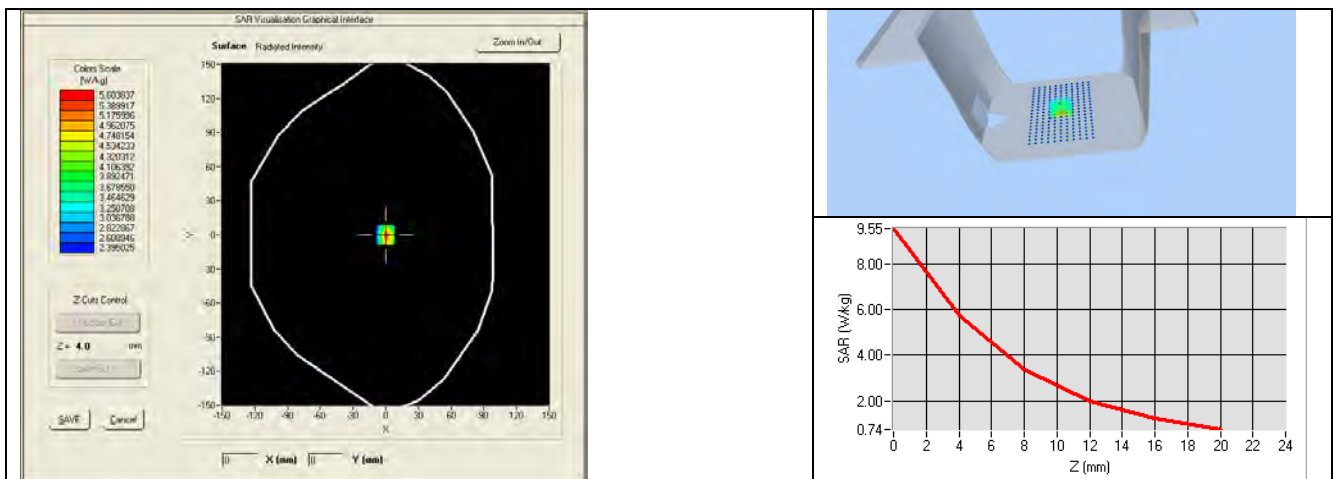 SAR Visualisation Graphical Interface
Surface Radiated Intensity
Zoom In/Out
Colors Scale
(W/kg)
5.603837
5.389917
5.175996
4.962075
4.748154
4.534233
4.320312
4.106392
3.892471
3.678550
3.464629
3.250708
3.036788
2.822867
2.608946
2.395025
Z Cuts Control
Z = 4.0 mm
SAVE
Cancel
150
120
90
60
30
0
-30
-60
-90
-120
-150
Y
-150 -120 -90 -60 -30 0 30 60 90 120 150
X
0 X (mm) 0 Y (mm)
9.55
8.00
6.00
4.00
2.00
0.74
SAR (W/kg)
0 2 4 6 8 10 12 14 16 18 20 22 24
Z (mm)